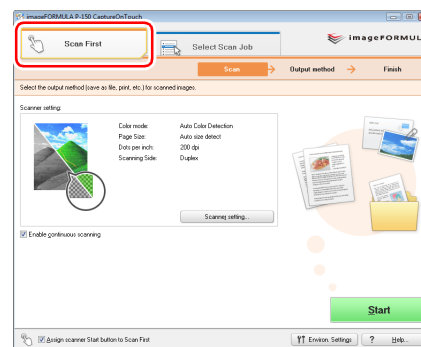 imageFORMULA P-150 CaptureOnTouch
Scan First
Select Scan Job
imageFORMUL
Scan
Output method
Finish
Select the output method (save as file, print, etc.) for scanned images.
Scanner setting:
Color mode: Auto Color Detection
Page Size: Auto size detect
Dots per inch: 200 dpi
Scanning Side: Duplex
Scanner setting...
Enable continuous scanning
Start
Assign scanner Start button to Scan First
Environ. Settings
? Help...